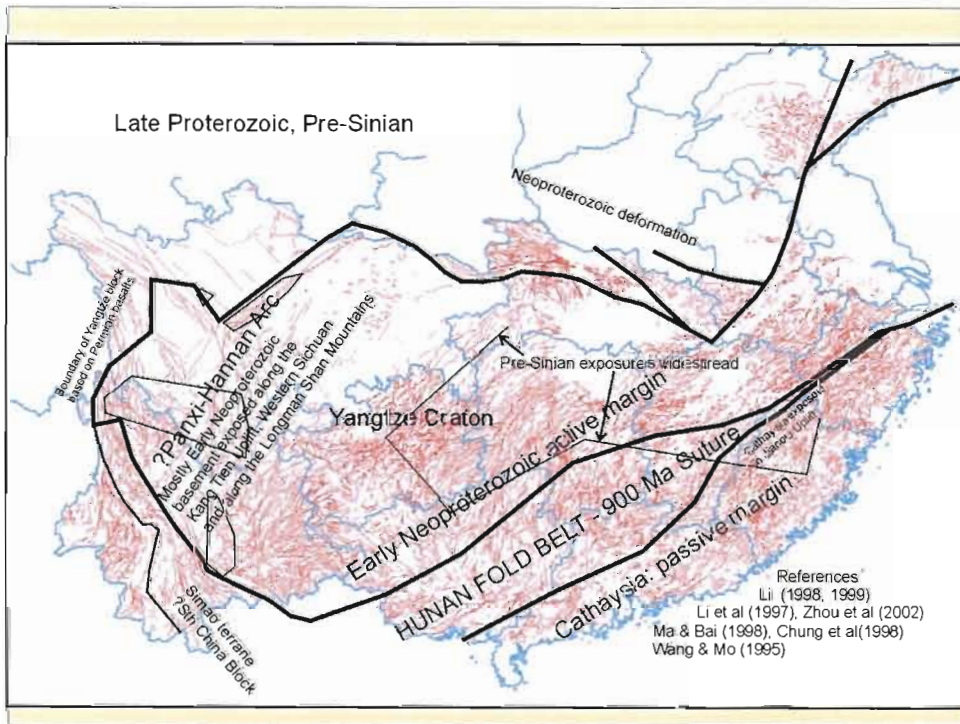 Late Proterozoic, Pre-Sinian
Neoproterozoic deformation
Boundary of Yangtze block
based on Permian basalts
?Panxi-Hannan Arc
Mostly Early Neoproterozoic
basement exposed along the
Kang Tien Uplift, Western Sichuan
and along the Longman Shan Mountains
Pre-Sinian exposures widespread
Yangtze Craton
Early Neoproterozoic active margin
HUNAN FOLD BELT - 900 Ma Suture
Cathaysia exposed
Uplift
Cathaysia: passive margin
Simao terrane
?Sth China Block
References
Li (1998, 1999)
Li et al (1997), Zhou et al (2002)
Ma & Bai (1998), Chung et al(1998)
Wang & Mo (1995)